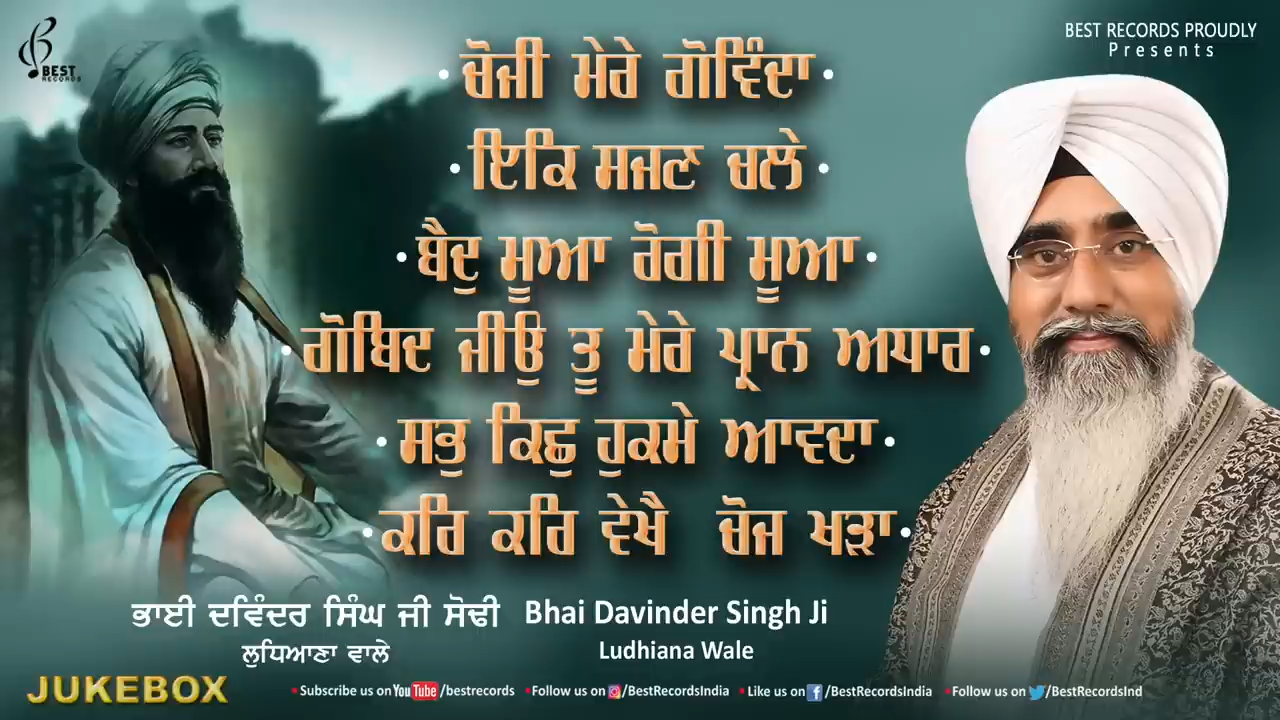 BEST
RECORDS
BEST RECORDS PROUDLY
Presents
• ਚੋਜੀ ਮੇਰੇ ਗੋਵਿੰਦਾ •
• ਇਕਿ ਸਜਣ ਚਲੇ •
• ਬੈਦੁ ਮੂਆ ਰੋਗੀ ਮੂਆ •
• ਗੋਬਿਦ ਜੀਉ ਤੂ ਮੇਰੇ ਪ੍ਰਾਨ ਅਧਾਰ •
• ਸਭੁ ਕਿਛੁ ਹੁਕਮੇ ਆਵਦਾ •
• ਕਰਿ ਕਰਿ ਵੇਖੈ ਚੋਜ ਖੜਾ •
ਭਾਈ ਦਵਿੰਦਰ ਸਿੰਘ ਜੀ ਸੋਢੀ Bhai Davinder Singh Ji
ਲੁਧਿਆਣਾ ਵਾਲੇ Ludhiana Wale
JUKEBOX
• Subscribe us on YouTube /bestrecords • Follow us on /BestRecordsIndia • Like us on f /BestRecordsIndia • Follow us on /BestRecordsInd